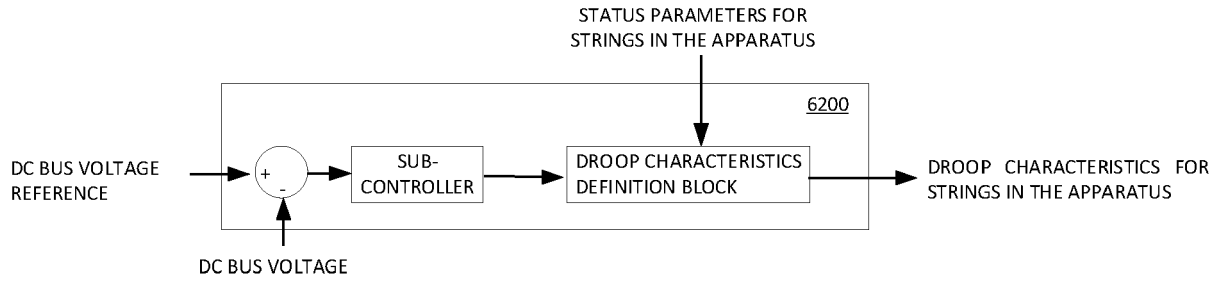 STATUS PARAMETERS FOR
STRINGS IN THE APPARATUS
6200
DC BUS VOLTAGE
REFERENCE
+
-
SUB-
CONTROLLER
DROOP CHARACTERISTICS
DEFINITION BLOCK
DROOP CHARACTERISTICS FOR
STRINGS IN THE APPARATUS
DC BUS VOLTAGE